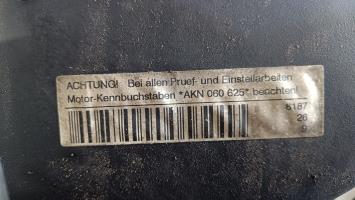 ACHTUNG! Bei allen Pruef- und Einstellarbeiten
Motor-Kennbuchstaben "AKN 060 625" beachten!
5187
26
9